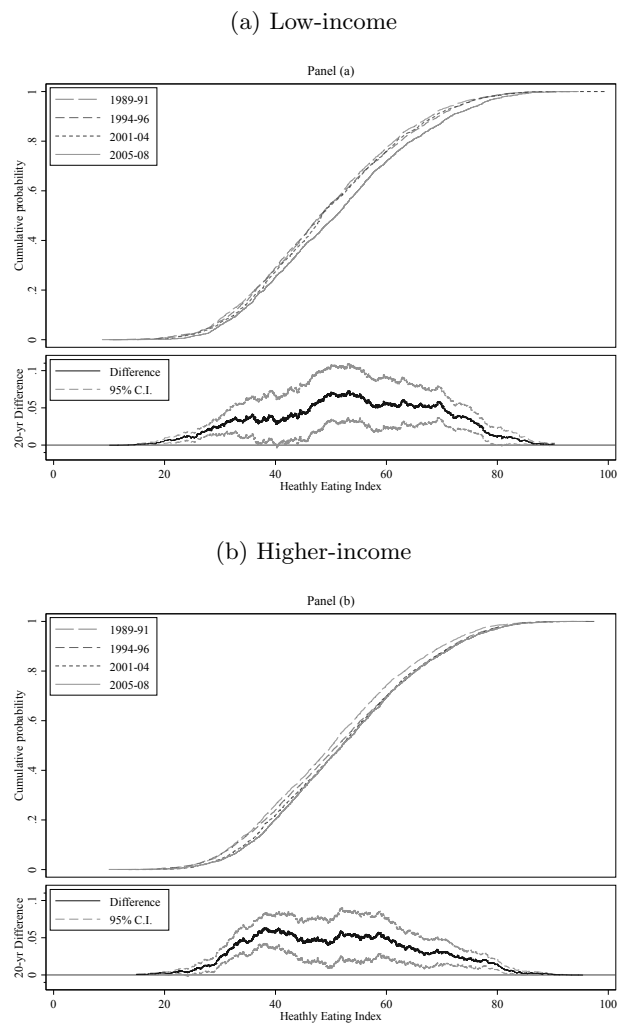 (a) Low-income
Panel (a)
Cumulative probability
0 .2 .4 .6 .8 1
1989-91
1994-96
2001-04
2005-08
20-yr Difference
0 .05 .1
Difference
95% C.I.
0 20 40 60 80 100
Heathly Eating Index
(b) Higher-income
Panel (b)
Cumulative probability
0 .2 .4 .6 .8 1
1989-91
1994-96
2001-04
2005-08
20-yr Difference
0 .05 .1
Difference
95% C.I.
0 20 40 60 80 100
Heathly Eating Index